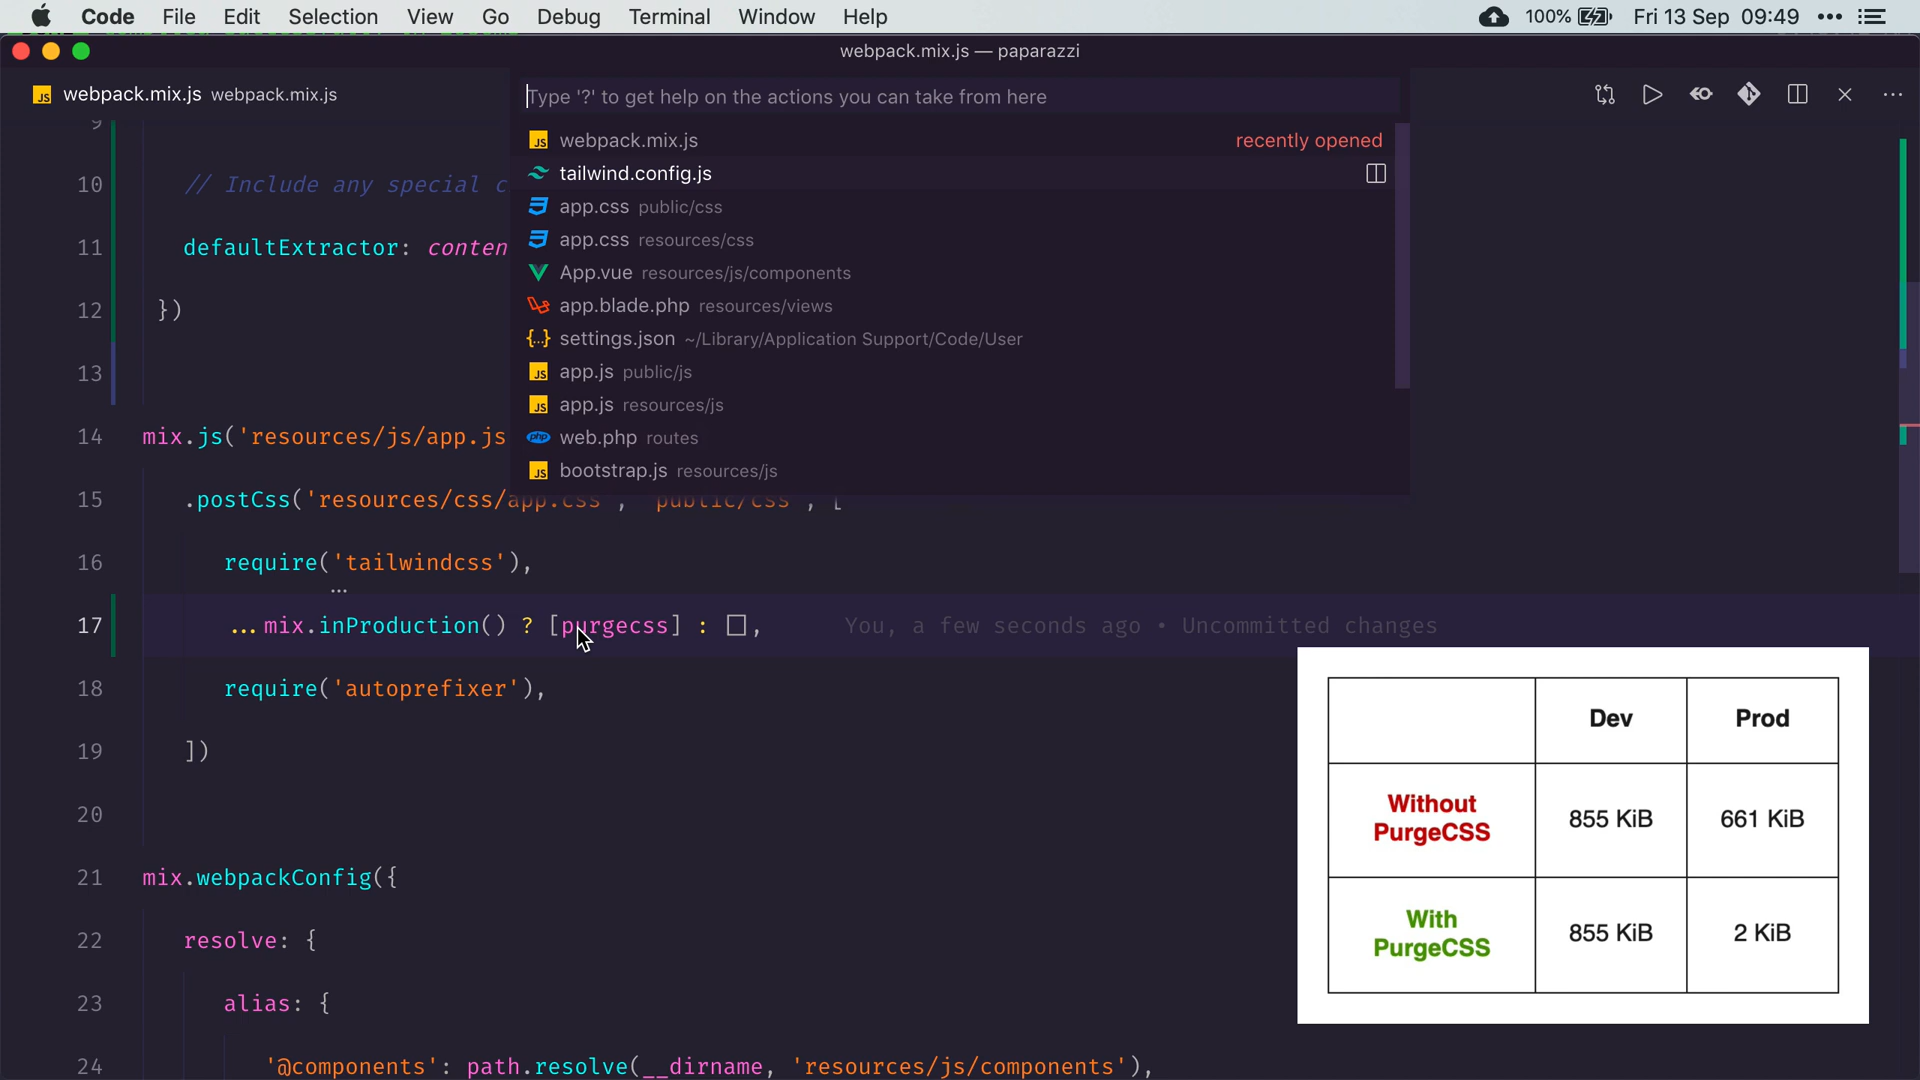 Code File Edit Selection View Go Debug Terminal Window Help 100% Fri 13 Sep 09:49
webpack.mix.js — paparazzi
webpack.mix.js webpack.mix.js
Type '?' to get help on the actions you can take from here
webpack.mix.js recently opened
tailwind.config.js
app.css public/css
app.css resources/css
App.vue resources/js/components
app.blade.php resources/views
settings.json ~/Library/Application Support/Code/User
app.js public/js
app.js resources/js
web.php routes
bootstrap.js resources/js
9
10 // Include any special c
11 defaultExtractor: conten
12 })
13
14 mix.js('resources/js/app.js
15 .postCss('resources/css/app.css', 'public/css', [
16 require('tailwindcss'),
17 ...mix.inProduction() ? [purgecss] : [], You, a few seconds ago • Uncommitted changes
18 require('autoprefixer'),
19 ])
20
21 mix.webpackConfig({
22 resolve: {
23 alias: {
24 '@components': path.resolve(__dirname, 'resources/js/components'),
Dev Prod
Without
PurgeCSS 855 KiB 661 KiB
With
PurgeCSS 855 KiB 2 KiB